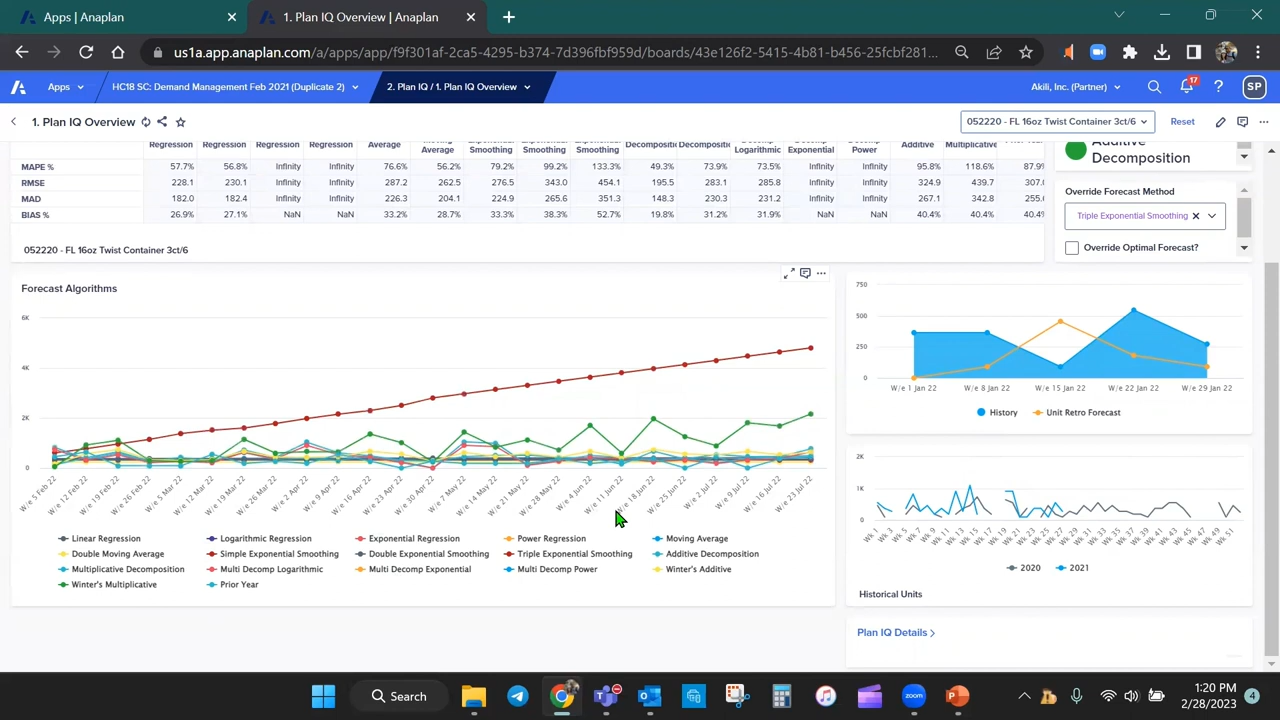 Apps | Anaplan
1. Plan IQ Overview | Anaplan
us1a.app.anaplan.com/a/apps/app/f9f301af-2ca5-4295-b374-7d396fbf959d/boards/43e126f2-5415-4b81-b456-25fcbf281...
Apps
HC18 SC: Demand Management Feb 2021 (Duplicate 2)
2. Plan IQ / 1. Plan IQ Overview
Akili, Inc. (Partner)
17
?
SP
1. Plan IQ Overview
052220 - FL 16oz Twist Container 3ct/6
Reset
Regression Regression Regression Regression Average Moving Average Exponential Smoothing Exponential Smoothing Exponential Smoothing Decompositi Decompositi Decomp Logarithmic Decomp Exponential Decomp Power Additive Multiplicative
MAPE % 57.7% 56.8% Infinity Infinity 76.6% 56.2% 79.2% 99.2% 133.3% 49.3% 73.9% 73.5% Infinity Infinity 95.8% 118.6% 87.9%
RMSE 228.1 230.1 Infinity Infinity 287.2 262.5 276.5 343.0 454.1 195.5 283.1 285.8 Infinity Infinity 324.9 439.7 307.
MAD 182.0 182.4 Infinity Infinity 226.3 204.1 224.9 265.6 351.3 148.3 230.3 231.2 Infinity Infinity 267.1 342.8 255.
BIAS % 26.9% 27.1% NaN NaN 33.2% 28.7% 33.3% 38.3% 52.7% 19.8% 31.2% 31.9% NaN NaN 40.4% 40.4% 40.4%
052220 - FL 16oz Twist Container 3ct/6
Additive
Decomposition
Override Forecast Method
Triple Exponential Smoothing
Override Optimal Forecast?
Forecast Algorithms
6K
4K
2K
0
W/e 5 Feb 22 W/e 12 Feb 22 W/e 19 Feb 22 W/e 26 Feb 22 W/e 5 Mar 22 W/e 12 Mar 22 W/e 19 Mar 22 W/e 26 Mar 22 W/e 2 Apr 22 W/e 9 Apr 22 W/e 16 Apr 22 W/e 23 Apr 22 W/e 30 Apr 22 W/e 7 May 22 W/e 14 May 22 W/e 21 May 22 W/e 28 May 22 W/e 4 Jun 22 W/e 11 Jun 22 W/e 18 Jun 22 W/e 25 Jun 22 W/e 2 Jul 22 W/e 9 Jul 22 W/e 16 Jul 22 W/e 23 Jul 22
Linear Regression Logarithmic Regression Exponential Regression Power Regression Moving Average
Double Moving Average Simple Exponential Smoothing Double Exponential Smoothing Triple Exponential Smoothing Additive Decomposition
Multiplicative Decomposition Multi Decomp Logarithmic Multi Decomp Exponential Multi Decomp Power Winter's Additive
Winter's Multiplicative Prior Year
750
500
250
0
W/e 1 Jan 22 W/e 8 Jan 22 W/e 15 Jan 22 W/e 22 Jan 22 W/e 29 Jan 22
History Unit Retro Forecast
2K
1K
0
Wk 1 Wk 3 Wk 5 Wk 7 Wk 9 Wk 11 Wk 13 Wk 15 Wk 17 Wk 19 Wk 21 Wk 23 Wk 25 Wk 27 Wk 29 Wk 31 Wk 33 Wk 35 Wk 37 Wk 39 Wk 41 Wk 43 Wk 45 Wk 47 Wk 49 Wk 51
2020 2021
Historical Units
Plan IQ Details
Search
zoom
1:20 PM
2/28/2023
4